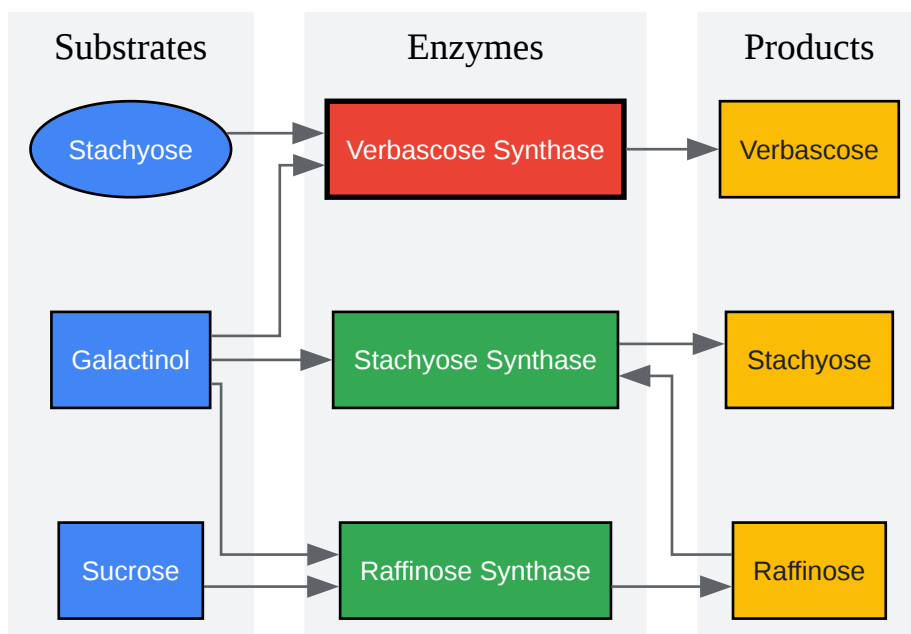 Substrates
Enzymes
Products
Stachyose
Verbascose Synthase
Verbascose
Galactinol
Stachyose Synthase
Stachyose
Sucrose
Raffinose Synthase
Raffinose